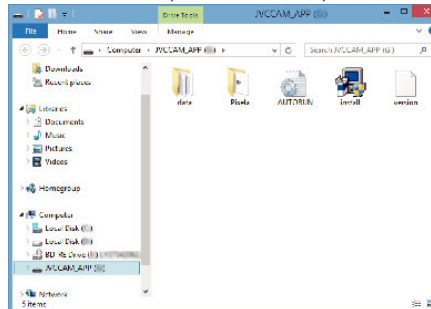 Drive Tools
JVCCAM_APP
File Home Share View Manage
Computer JVCCAM_APP
Search JVCCAM_APP (G:)
Downloads
Recent places
Libraries
Documents
Music
Pictures
Videos
Homegroup
Computer
Local Disk
Local Disk
BD-RE Drive
JVCCAM_APP
Network
data
Pixela
AUTORUN
install
version
5 items